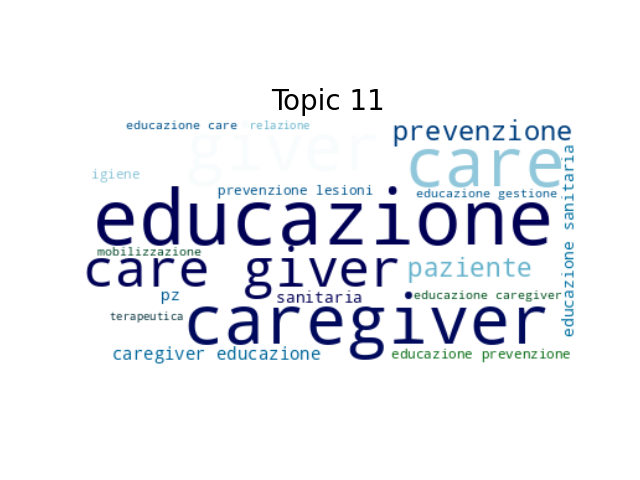 Topic 11
educazione care
relazione
giver
prevenzione
care
igiene
prevenzione lesioni
educazione gestione
educazione
educazione sanitaria
mobilizzazione
care giver
paziente
pz
sanitaria
educazione caregiver
terapeutica
caregiver
caregiver educazione
educazione prevenzione